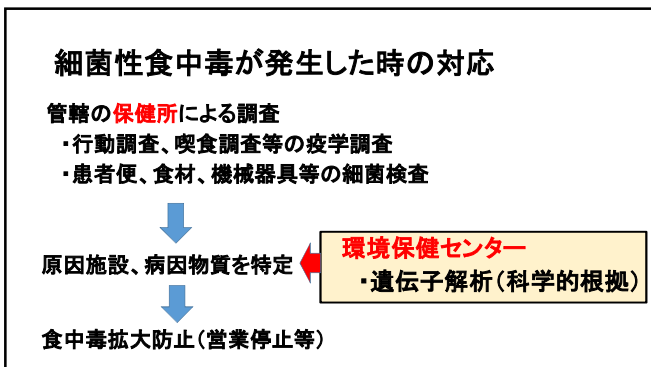 細菌性食中毒が発生した時の対応
管轄の保健所による調査
・行動調査、喫食調査等の疫学調査
・患者便、食材、機械器具等の細菌検査
原因施設、病因物質を特定
環境保健センター
・遺伝子解析(科学的根拠)
食中毒拡大防止(営業停止等)